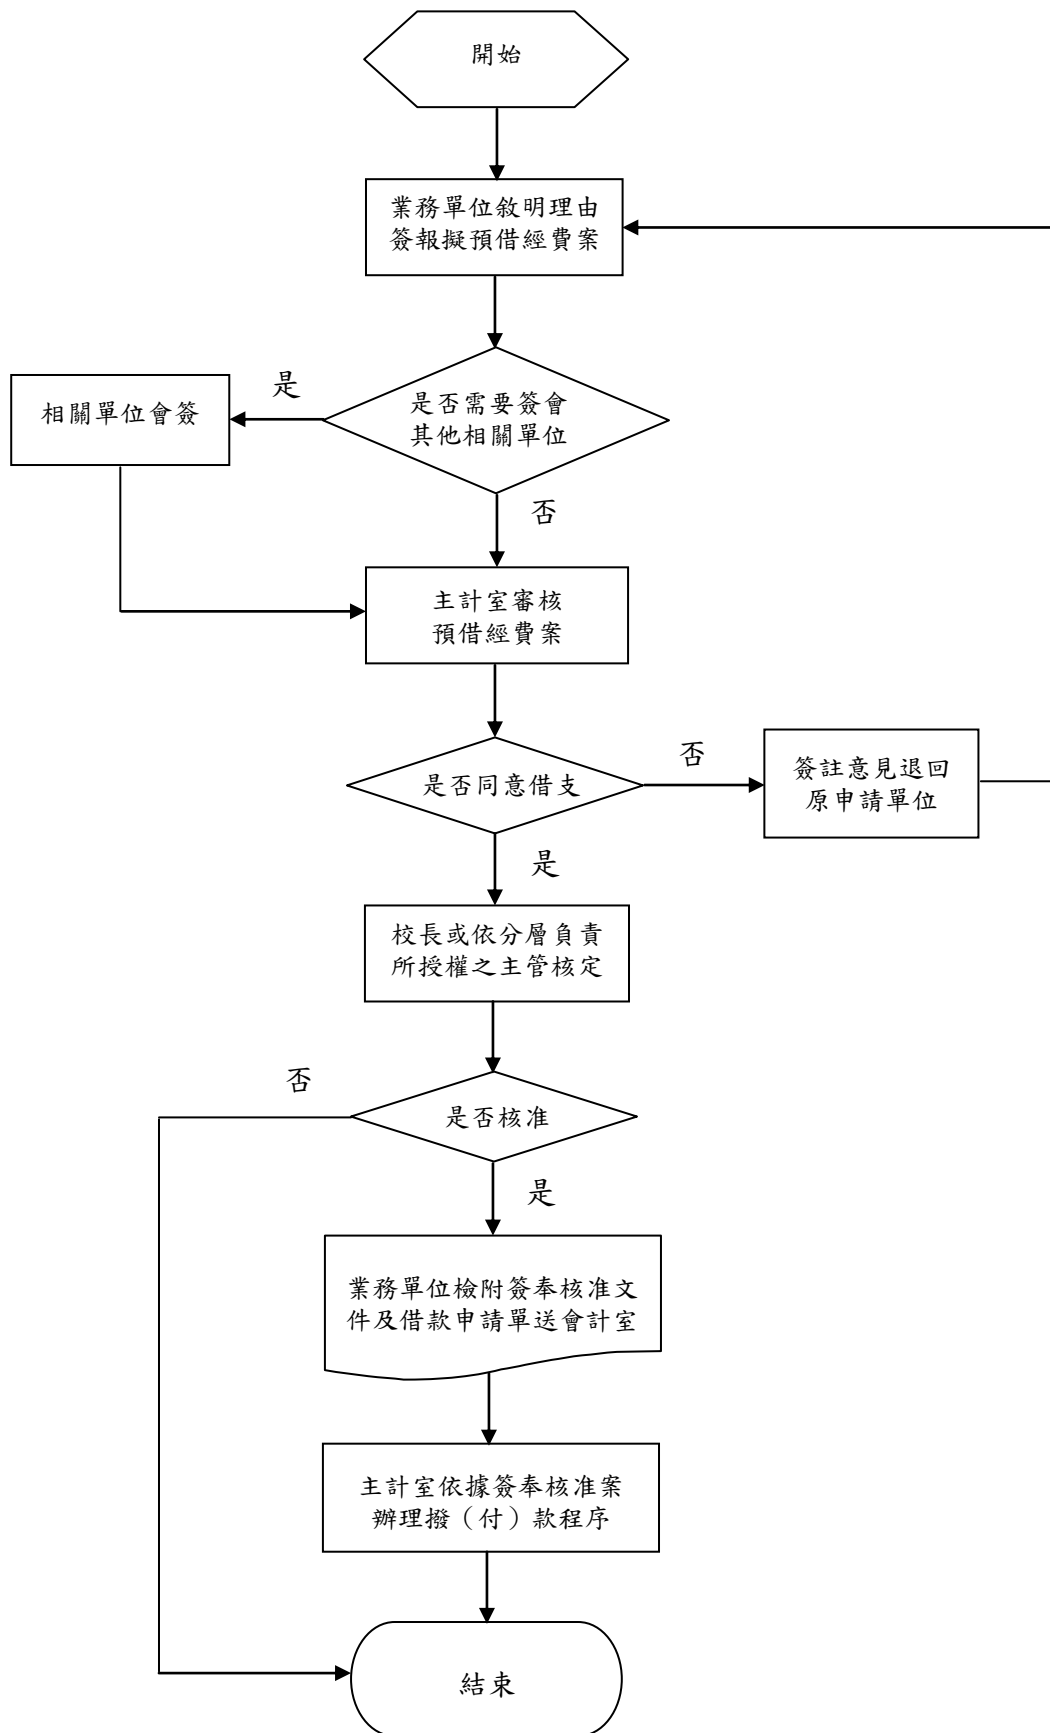 開始
業務單位敘明理由
簽報擬預借經費案
是
相關單位會簽
是否需要簽會
其他相關單位
否
主計室審核
預借經費案
是否同意借支
否
簽註意見退回
原申請單位
是
校長或依分層負責
所授權之主管核定
否
是否核准
是
業務單位檢附簽奉核准文
件及借款申請單送會計室
主計室依據簽奉核准案
辦理撥（付）款程序
結束